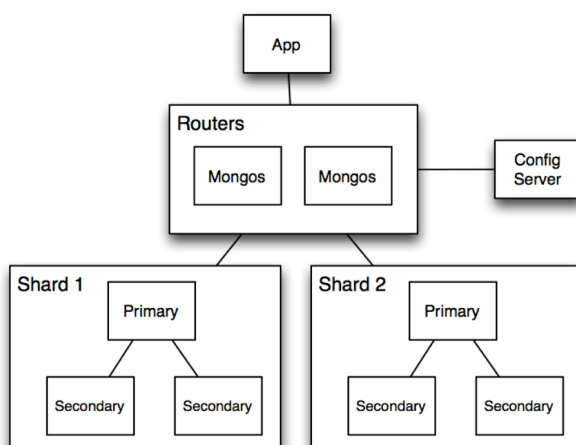 App
Routers
Mongos
Mongos
Config
Server
Shard 1
Primary
Secondary
Secondary
Shard 2
Primary
Secondary
Secondary